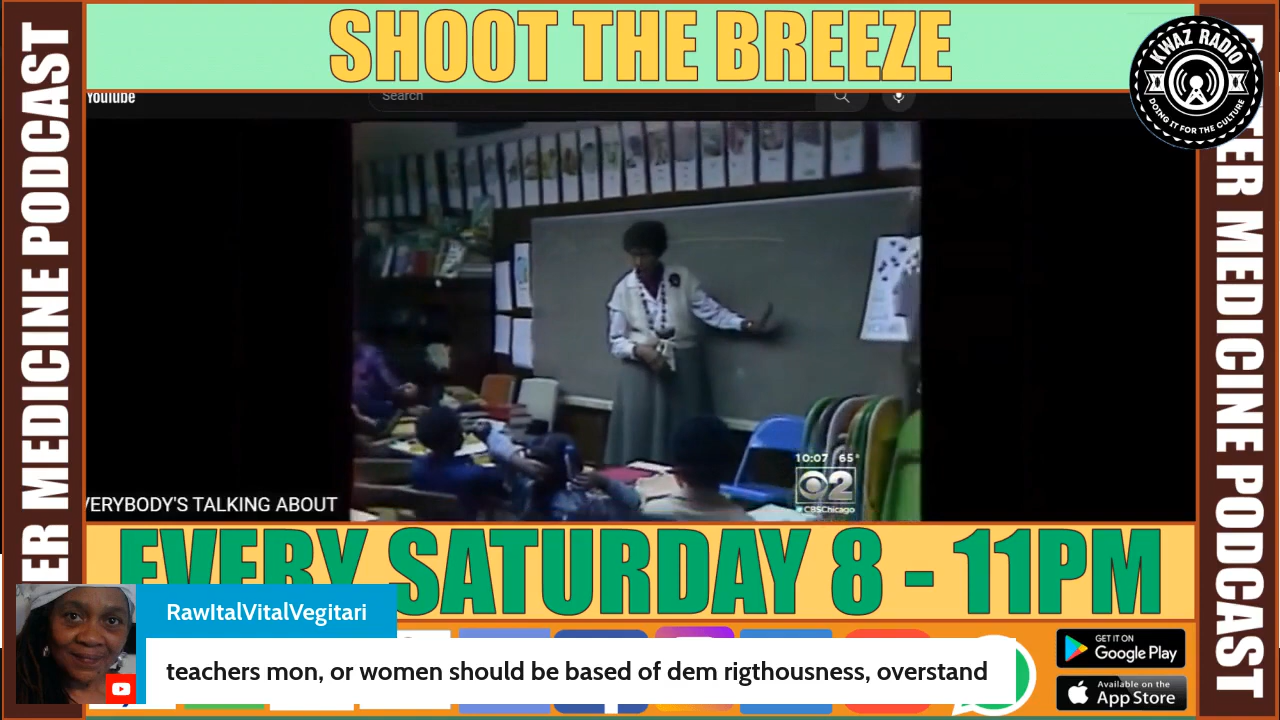 SHOOT THE BREEZE
KWAZ RADIO
DOING IT FOR THE CULTURE
YouTube
Search
ER MEDICINE PODCAST
TER MEDICINE PODCAST
10:07 65°
2
@CBSChicago
VERYBODY'S TALKING ABOUT
EVERY SATURDAY 8 - 11PM
RawItalVitalVegitari
teachers mon, or women should be based of dem rigthousness, overstand
GET IT ON
Google Play
Available on the
App Store